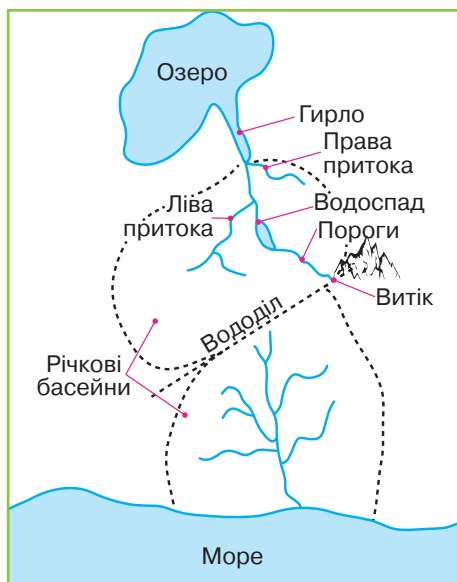 Озеро
Гирло
Права
притока
Ліва
притока
Водоспад
Пороги
Витік
Вододіл
Річкові
басейни
Море